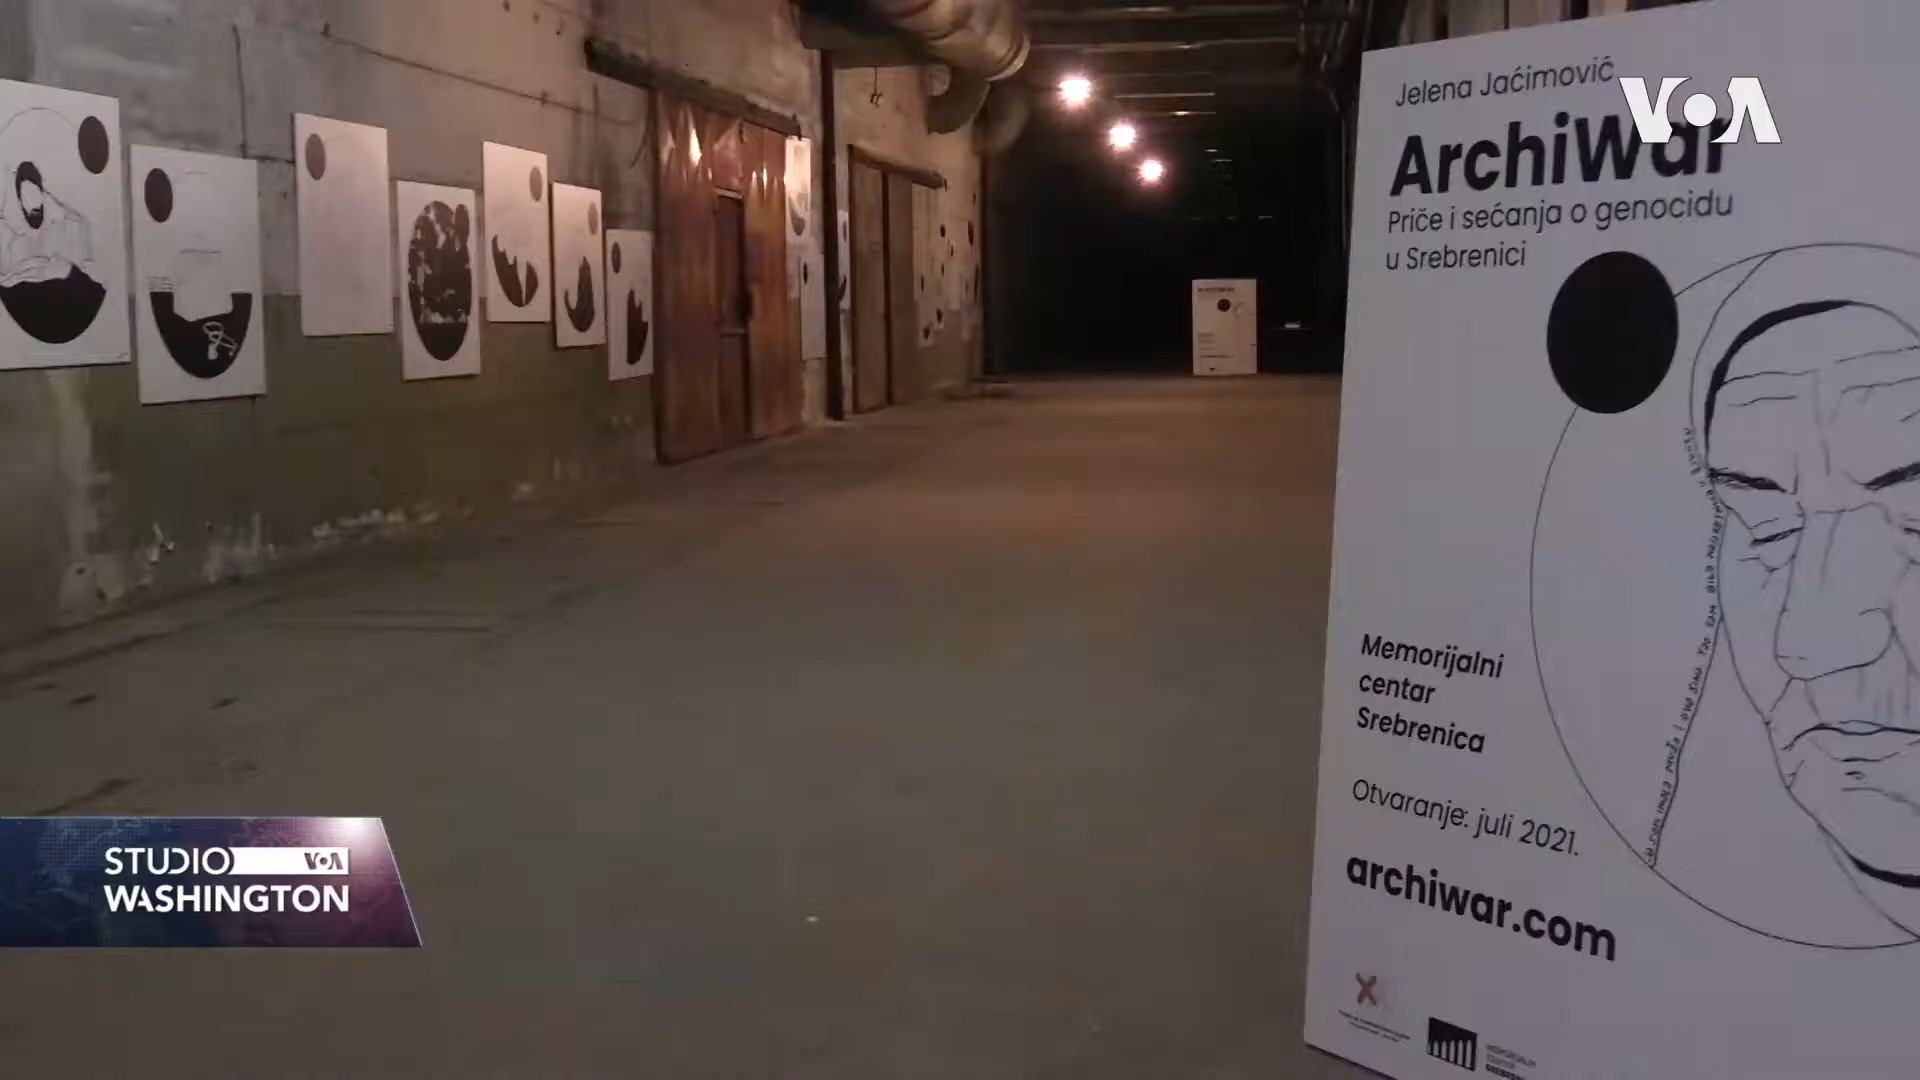 Jelena Jaćimović
VOA
ArchiWar
Priče i sećanja o genocidu
u Srebrenici
Memorijalni
centar
Srebrenica
Otvaranje: juli 2021.
archiwar.com
STUDIO VOA
WASHINGTON